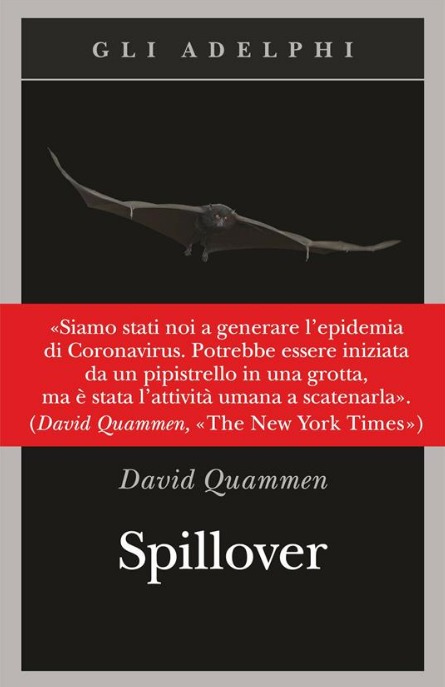 GLI ADELPHI
«Siamo stati noi a generare l'epidemia
di Coronavirus. Potrebbe essere iniziata
da un pipistrello in una grotta,
ma è stata l'attività umana a scatenarla».
(David Quammen, «The New York Times»)
David Quammen
Spillover